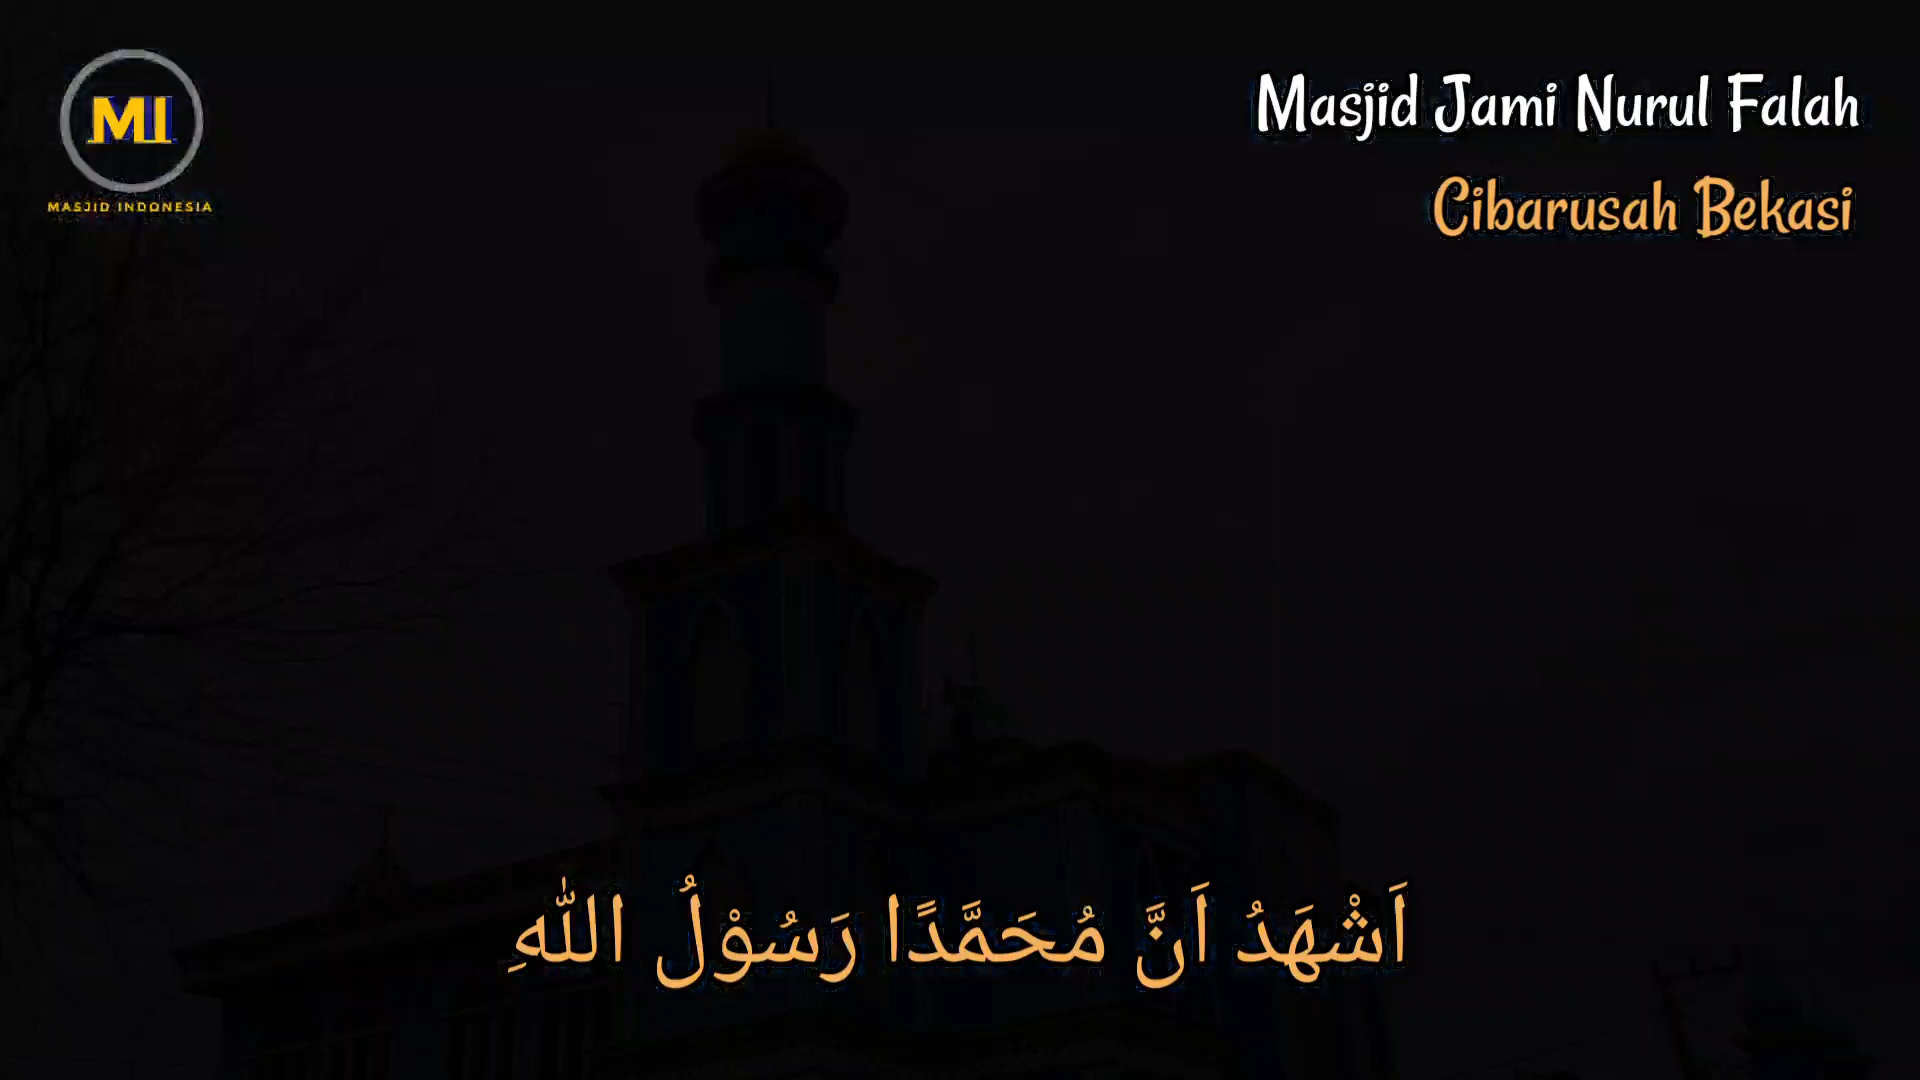 MI
MASJID INDONESIA
Masjid Jami Nurul Falah
Cibarusah Bekasi
اَشْهَدُ اَنَّ مُحَمَّدًا رَسُوْلُ اللّٰهِ